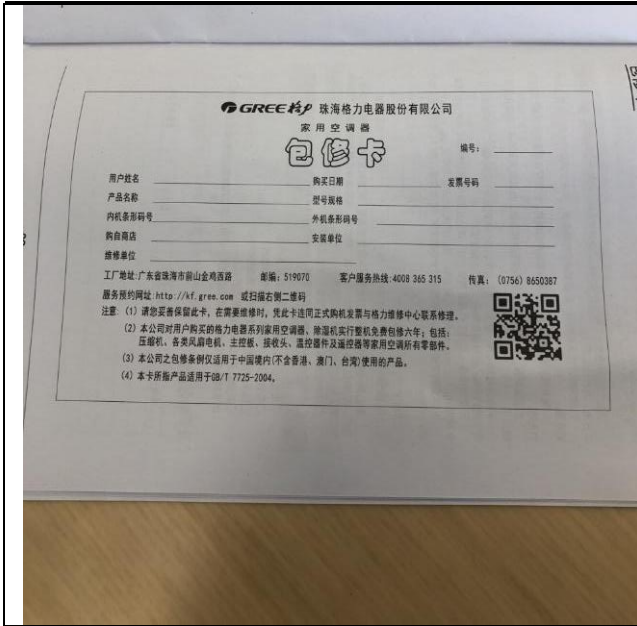 GREE格力 珠海格力电器股份有限公司
家用空调器
包修卡
编号:
用户姓名 购买日期 发票号码
产品名称 型号规格
内机条形码号 外机条形码号
购自商店 安装单位
维修单位
工厂地址:广东省珠海市前山金鸡西路 邮编:519070 客户服务热线:4008 365 315 传真:(0756) 8650387
服务预约网址:http://kf.gree.com 或扫描右侧二维码
注意:(1) 请您妥善保留此卡,在需要维修时,凭此卡连同正式购机发票与格力维修中心联系修理。
(2) 本公司对用户购买的格力电器系列家用空调器、除湿机实行整机免费包修六年;包括:
压缩机、各类风扇电机、主控板、接收头、温控器件及遥控器等家用空调所有零部件。
(3) 本公司之包修条例仅适用于中国境内(不含香港、澳门、台湾)使用的产品。
(4) 本卡所指产品适用于GB/T 7725-2004。